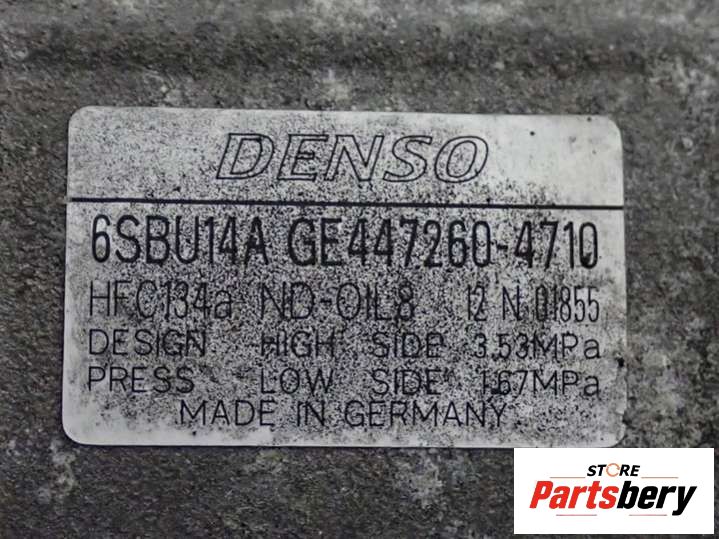 DENSO
6SBU14A GE447260-4710
HFC134a ND-OIL8 12 N 01855
DESIGN HIGH SIDE 3.53MPa
PRESS LOW SIDE 1.67MPa
MADE IN GERMANY
STORE
Partsbery